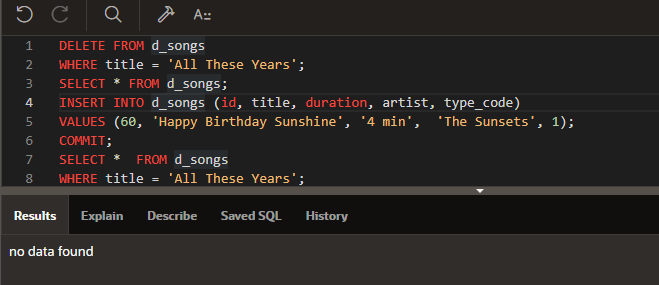 A::
1 DELETE FROM d_songs
2 WHERE title = 'All These Years';
3 SELECT * FROM d_songs;
4 INSERT INTO d_songs (id, title, duration, artist, type_code)
5 VALUES (60, 'Happy Birthday Sunshine', '4 min',  'The Sunsets', 1);
6 COMMIT;
7 SELECT *  FROM d_songs
8 WHERE title = 'All These Years';
Results Explain Describe Saved SQL History
no data found